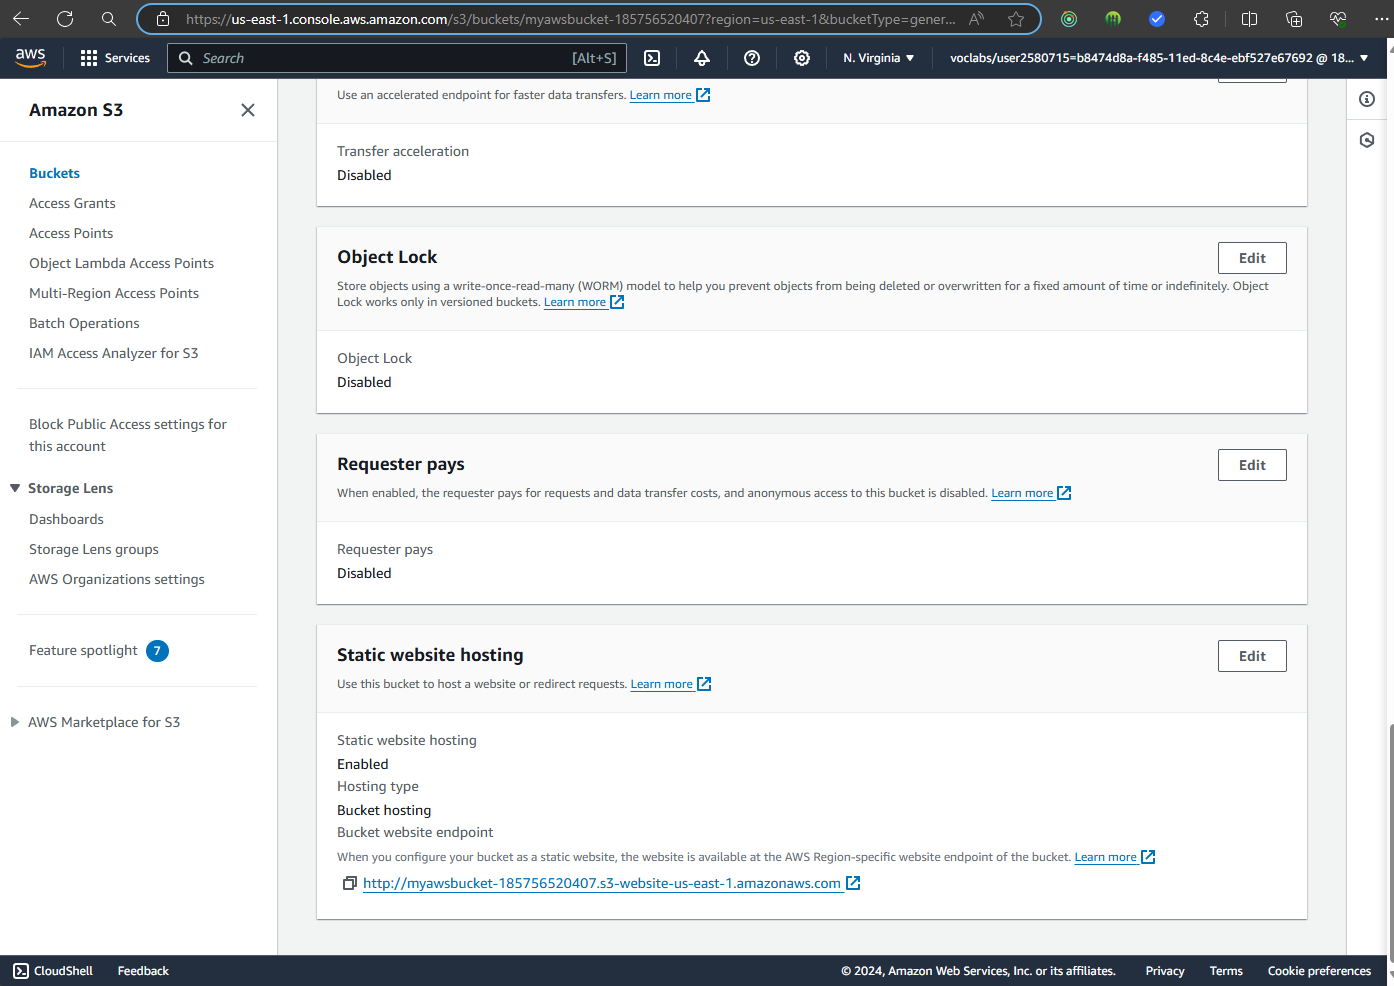 https://us-east-1.console.aws.amazon.com/s3/buckets/myawsbucket-185756520407?region=us-east-1&bucketType=gener...
aws
Services
Search
[Alt+S]
N. Virginia
voclabs/user2580715=b8474d8a-f485-11ed-8c4e-ebf527e67692 @ 18...
Amazon S3
Buckets
Access Grants
Access Points
Object Lambda Access Points
Multi-Region Access Points
Batch Operations
IAM Access Analyzer for S3
Block Public Access settings for
this account
Storage Lens
Dashboards
Storage Lens groups
AWS Organizations settings
Feature spotlight 7
AWS Marketplace for S3
Use an accelerated endpoint for faster data transfers. Learn more
Transfer acceleration
Disabled
Object Lock
Edit
Store objects using a write-once-read-many (WORM) model to help you prevent objects from being deleted or overwritten for a fixed amount of time or indefinitely. Object
Lock works only in versioned buckets. Learn more
Object Lock
Disabled
Requester pays
Edit
When enabled, the requester pays for requests and data transfer costs, and anonymous access to this bucket is disabled. Learn more
Requester pays
Disabled
Static website hosting
Edit
Use this bucket to host a website or redirect requests. Learn more
Static website hosting
Enabled
Hosting type
Bucket hosting
Bucket website endpoint
When you configure your bucket as a static website, the website is available at the AWS Region-specific website endpoint of the bucket. Learn more
http://myawsbucket-185756520407.s3-website-us-east-1.amazonaws.com
CloudShell
Feedback
© 2024, Amazon Web Services, Inc. or its affiliates.
Privacy
Terms
Cookie preferences